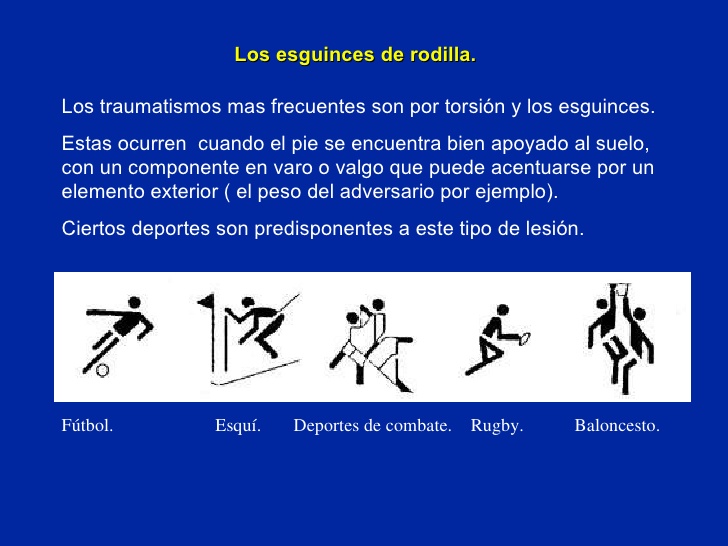 Los esguinces de rodilla.
Los traumatismos mas frecuentes son por torsión y los esguinces.
Estas ocurren  cuando el pie se encuentra bien apoyado al suelo,
con un componente en varo o valgo que puede acentuarse por un
elemento exterior ( el peso del adversario por ejemplo).
Ciertos deportes son predisponentes a este tipo de lesión.
Fútbol. Esquí. Deportes de combate. Rugby. Baloncesto.